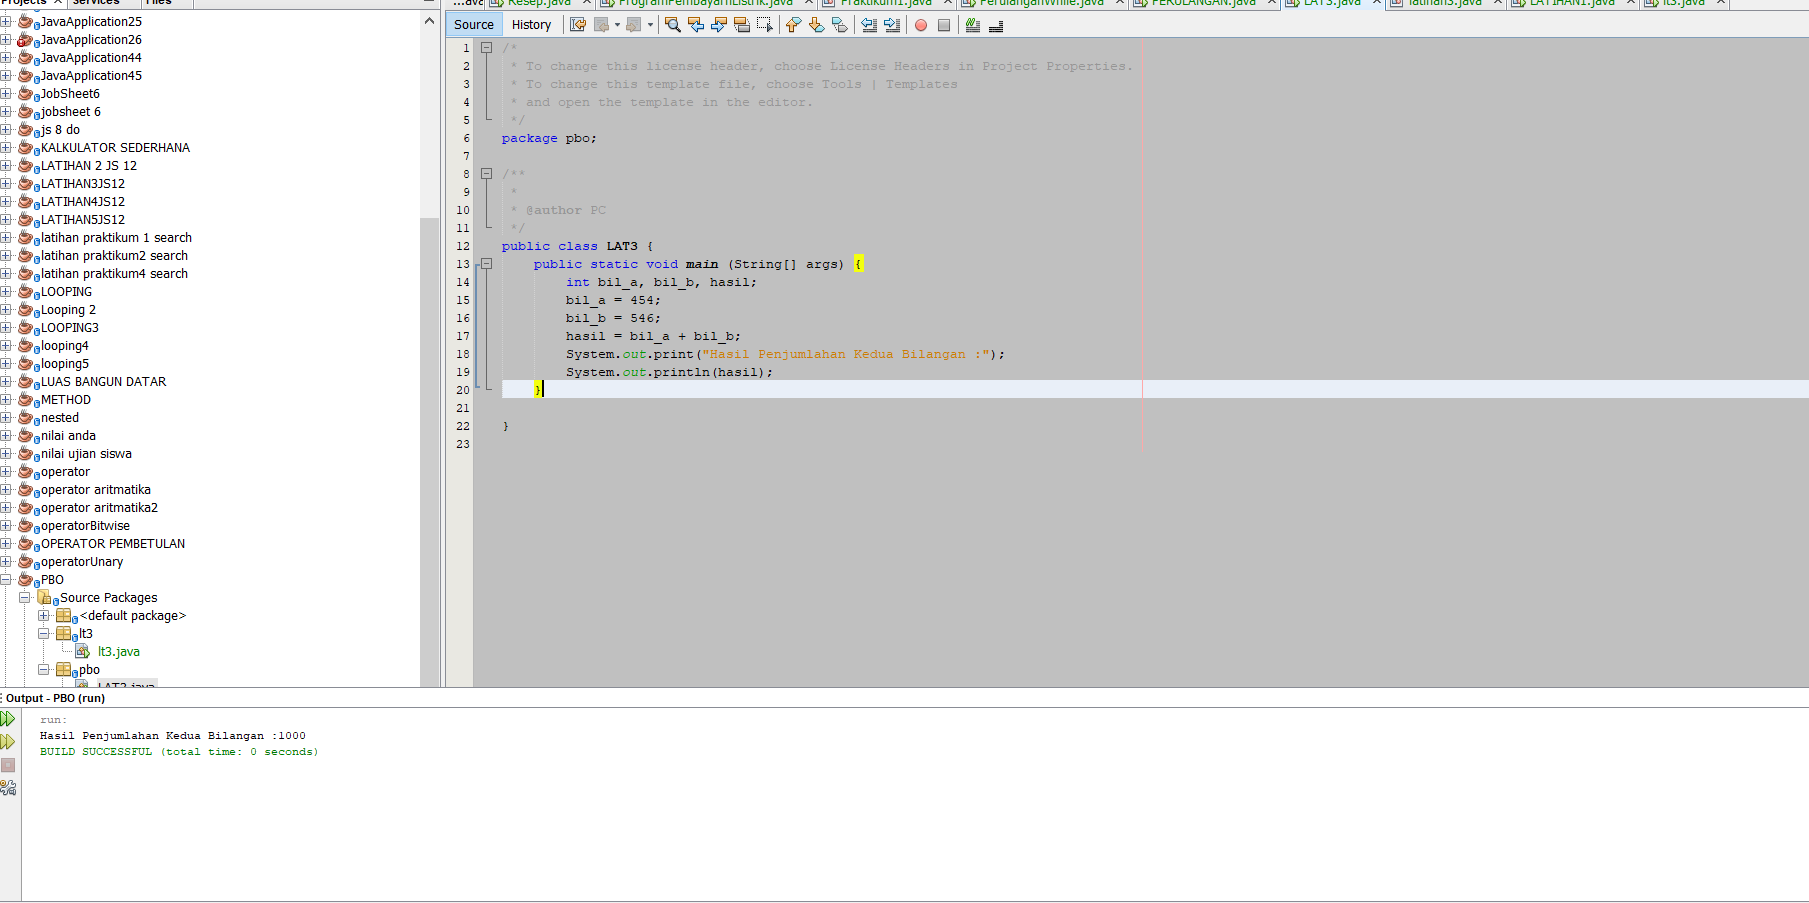 Projects × Services Files
JavaApplication25
JavaApplication26
JavaApplication44
JavaApplication45
JobSheet6
jobsheet 6
js 8 do
KALKULATOR SEDERHANA
LATIHAN 2 JS 12
LATIHAN3JS12
LATIHAN4JS12
LATIHAN5JS12
latihan praktikum 1 search
latihan praktikum2 search
latihan praktikum4 search
LOOPING
Looping 2
LOOPING3
looping4
looping5
LUAS BANGUN DATAR
METHOD
nested
nilai anda
nilai ujian siswa
operator
operator aritmatika
operator aritmatika2
operatorBitwise
OPERATOR PEMBETULAN
operatorUnary
PBO
Source Packages
<default package>
lt3
lt3.java
pbo
LAT3.java
...ava Resep.java ProgramPembayarnListrik.java Praktikum1.java PerulanganWhile.java PERULANGAN.java LAT3.java latihan3.java LATIHAN1.java lt3.java
Source History
1 /*
2 * To change this license header, choose License Headers in Project Properties.
3 * To change this template file, choose Tools | Templates
4 * and open the template in the editor.
5 */
6 package pbo;
7
8 /**
9 *
10 * @author PC
11 */
12 public class LAT3 {
13 public static void main (String[] args) {
14 int bil_a, bil_b, hasil;
15 bil_a = 454;
16 bil_b = 546;
17 hasil = bil_a + bil_b;
18 System.out.print("Hasil Penjumlahan Kedua Bilangan :");
19 System.out.println(hasil);
20 }
21
22 }
23
Output - PBO (run)
run:
Hasil Penjumlahan Kedua Bilangan :1000
BUILD SUCCESSFUL (total time: 0 seconds)